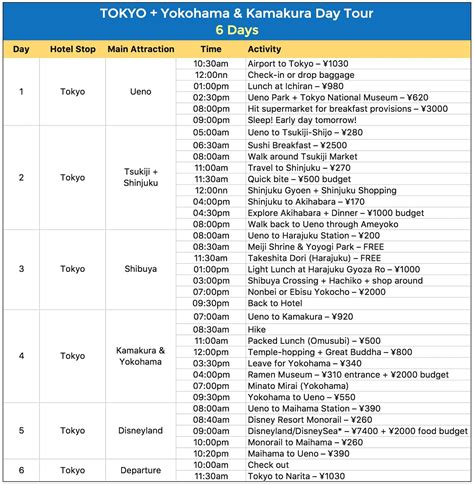 TOKYO + Yokohama & Kamakura Day Tour
6 Days
Day Hotel Stop Main Attraction Time Activity
1 Tokyo Ueno
10:30am Airport to Tokyo – ¥1030
12:00nn Check-in or drop baggage
01:00pm Lunch at Ichiran – ¥980
02:30pm Ueno Park + Tokyo National Museum – ¥620
08:00pm Hit supermarket for breakfast provisions – ¥3000
09:00pm Sleep! Early day tomorrow!
2 Tokyo Tsukiji + Shinjuku
05:00am Ueno to Tsukiji-Shijo – ¥280
06:30am Sushi Breakfast – ¥2500
08:00am Walk around Tsukiji Market
11:00am Travel to Shinjuku – ¥270
11:30am Quick bite – ¥500 budget
12:00nn Shinjuku Gyoen + Shinjuku Shopping
04:00pm Shinjuku to Akihabara – ¥170
04:30pm Explore Akihabara + Dinner – ¥1000 budget
08:00pm Walk back to Ueno through Ameyoko
3 Tokyo Shibuya
08:00am Ueno to Harajuku Station – ¥200
08:30am Meiji Shrine & Yoyogi Park – FREE
11:30am Takeshita Dori (Harajuku) – FREE
01:00pm Light Lunch at Harajuku Gyoza Ro – ¥1000
03:00pm Shibuya Crossing + Hachiko + shop around
07:00pm Nonbei or Ebisu Yokocho – ¥2000
09:30pm Back to Hotel
4 Tokyo Kamakura & Yokohama
07:00am Ueno to Kamakura – ¥920
08:30am Hike
11:00am Packed Lunch (Omusubi) – ¥500
12:00pm Temple-hopping + Great Buddha – ¥800
03:30pm Leave for Yokohama – ¥340
04:00pm Ramen Museum – ¥310 entrance + ¥2000 budget
07:00pm Minato Mirai (Yokohama)
09:30pm Yokohama to Ueno – ¥550
5 Tokyo Disneyland
08:00am Ueno to Maihama Station – ¥390
08:40am Disney Resort Monorail – ¥260
09:00am Disneyland/DisneySea* – ¥7400 + ¥2000 food budget
10:00pm Monorail to Maihama – ¥260
10:20pm Maihama to Ueno – ¥390
6 Tokyo Departure
10:00am Check out
11:30am Tokyo to Narita – ¥1030